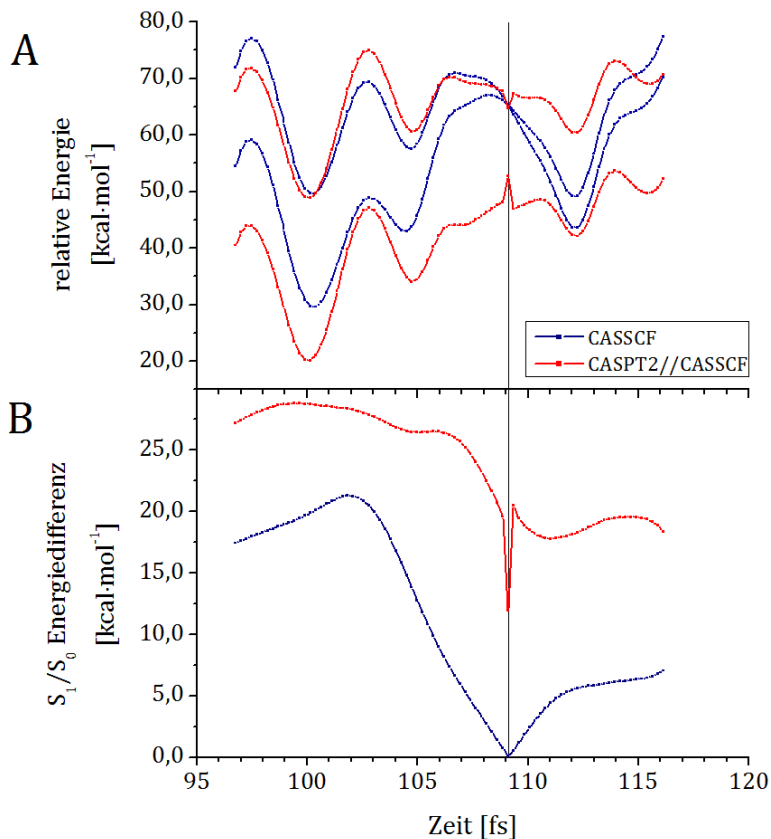 A
relative Energie
[kcal·mol⁻¹]
80,0
70,0
60,0
50,0
40,0
30,0
20,0
CASSCF
CASPT2//CASSCF
B
S₁/S₀ Energiedifferenz
[kcal·mol⁻¹]
25,0
20,0
15,0
10,0
5,0
0,0
95 100 105 110 115 120
Zeit [fs]